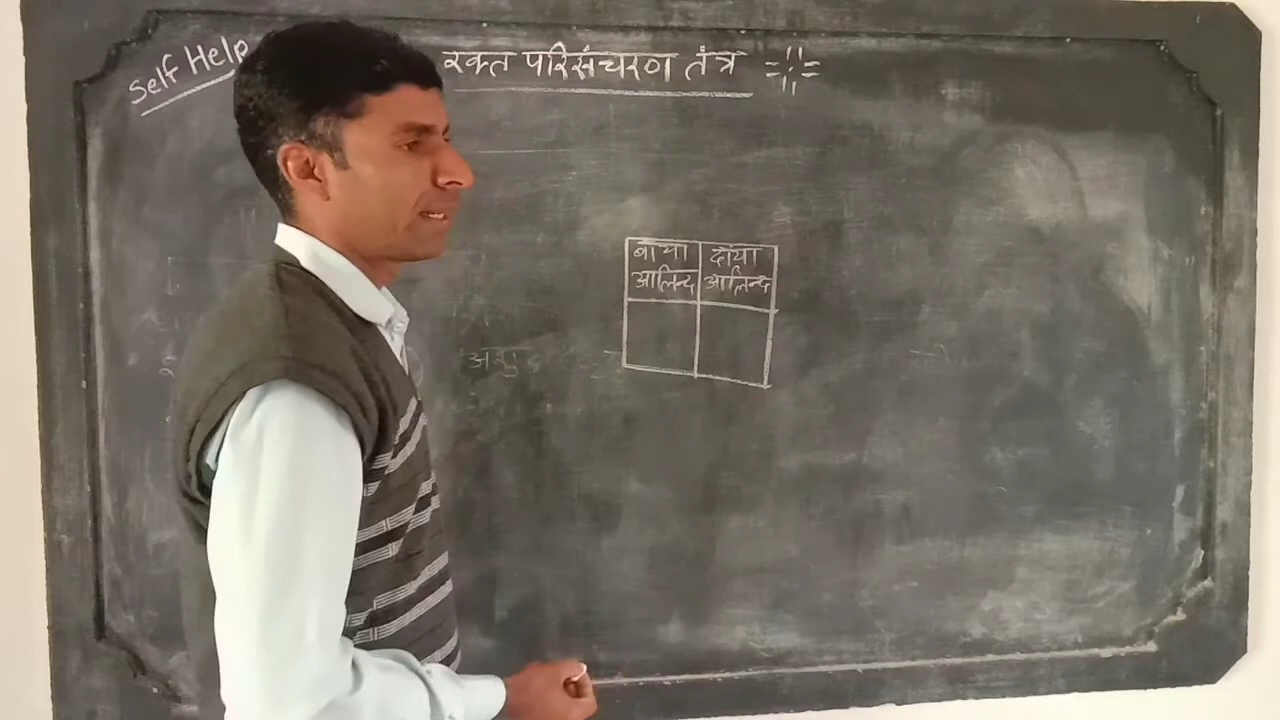 Self Help
रक्त परिसंचरण तंत्र
बाया दाँया
आलिन्द आलिन्द